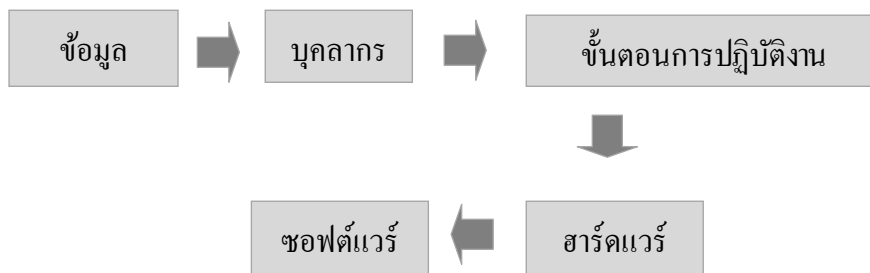 ข้อมูล
บุคลากร
ขั้นตอนการปฏิบัติงาน
ฮาร์ดแวร์
ซอฟต์แวร์